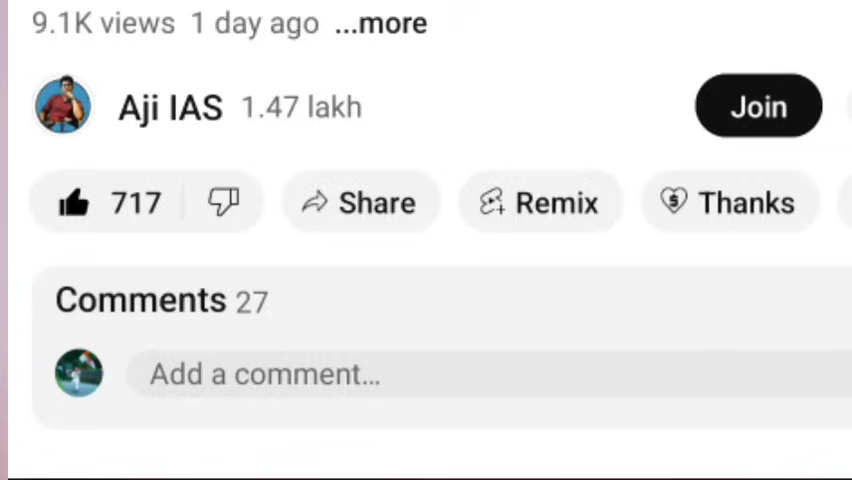 9.1K views 1 day ago ...more
Aji IAS 1.47 lakh Join
717 Share Remix Thanks
Comments 27
Add a comment...